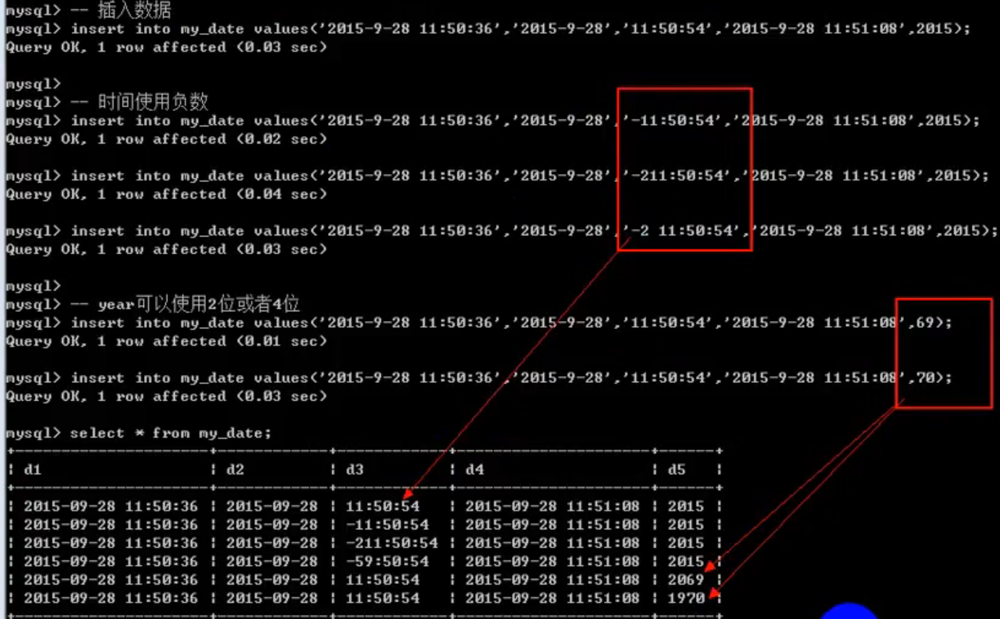 mysql> -- 插入数据
mysql> insert into my_date values('2015-9-28 11:50:36','2015-9-28','11:50:54','2015-9-28 11:51:08',2015);
Query OK, 1 row affected (0.03 sec)
mysql>
mysql> -- 时间使用负数
mysql> insert into my_date values('2015-9-28 11:50:36','2015-9-28','-11:50:54','2015-9-28 11:51:08',2015);
Query OK, 1 row affected (0.02 sec)
mysql> insert into my_date values('2015-9-28 11:50:36','2015-9-28','-211:50:54','2015-9-28 11:51:08',2015);
Query OK, 1 row affected (0.04 sec)
mysql> insert into my_date values('2015-9-28 11:50:36','2015-9-28','-2 11:50:54','2015-9-28 11:51:08',2015);
Query OK, 1 row affected (0.03 sec)
mysql>
mysql> -- year可以使用2位或者4位
mysql> insert into my_date values('2015-9-28 11:50:36','2015-9-28','11:50:54','2015-9-28 11:51:08',69);
Query OK, 1 row affected (0.01 sec)
mysql> insert into my_date values('2015-9-28 11:50:36','2015-9-28','11:50:54','2015-9-28 11:51:08',70);
Query OK, 1 row affected (0.03 sec)
mysql> select * from my_date;
+---------------------+------------+------------+---------------------+------+
| d1 | d2 | d3 | d4 | d5 |
+---------------------+------------+------------+---------------------+------+
| 2015-09-28 11:50:36 | 2015-09-28 | 11:50:54 | 2015-09-28 11:51:08 | 2015 |
| 2015-09-28 11:50:36 | 2015-09-28 | -11:50:54 | 2015-09-28 11:51:08 | 2015 |
| 2015-09-28 11:50:36 | 2015-09-28 | -211:50:54 | 2015-09-28 11:51:08 | 2015 |
| 2015-09-28 11:50:36 | 2015-09-28 | -59:50:54 | 2015-09-28 11:51:08 | 2015 |
| 2015-09-28 11:50:36 | 2015-09-28 | 11:50:54 | 2015-09-28 11:51:08 | 2069 |
| 2015-09-28 11:50:36 | 2015-09-28 | 11:50:54 | 2015-09-28 11:51:08 | 1970 |
+---------------------+------------+------------+---------------------+------+